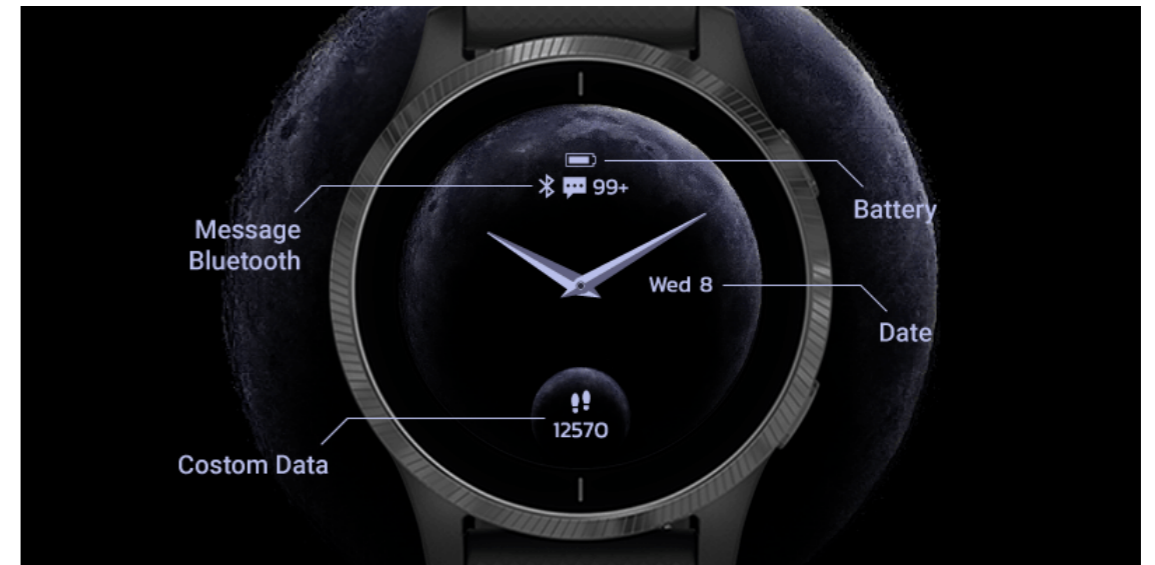 99+
Battery
Message
Bluetooth
Wed 8
Date
12570
Costom Data